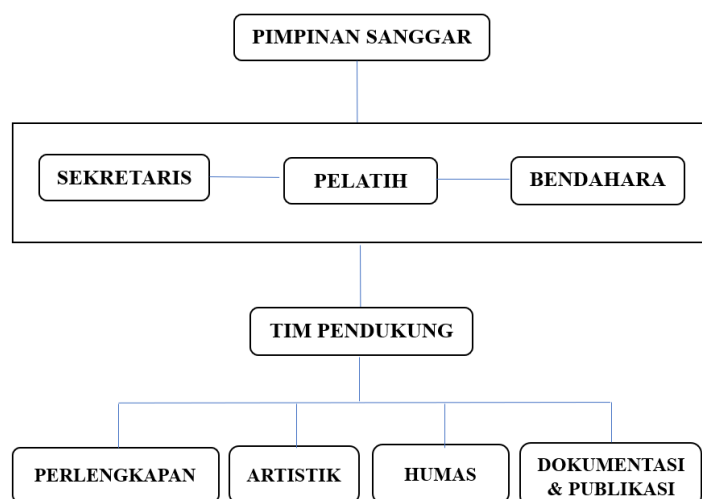 PIMPINAN SANGGAR
SEKRETARIS
PELATIH
BENDAHARA
TIM PENDUKUNG
PERLENGKAPAN
ARTISTIK
HUMAS
DOKUMENTASI
& PUBLIKASI